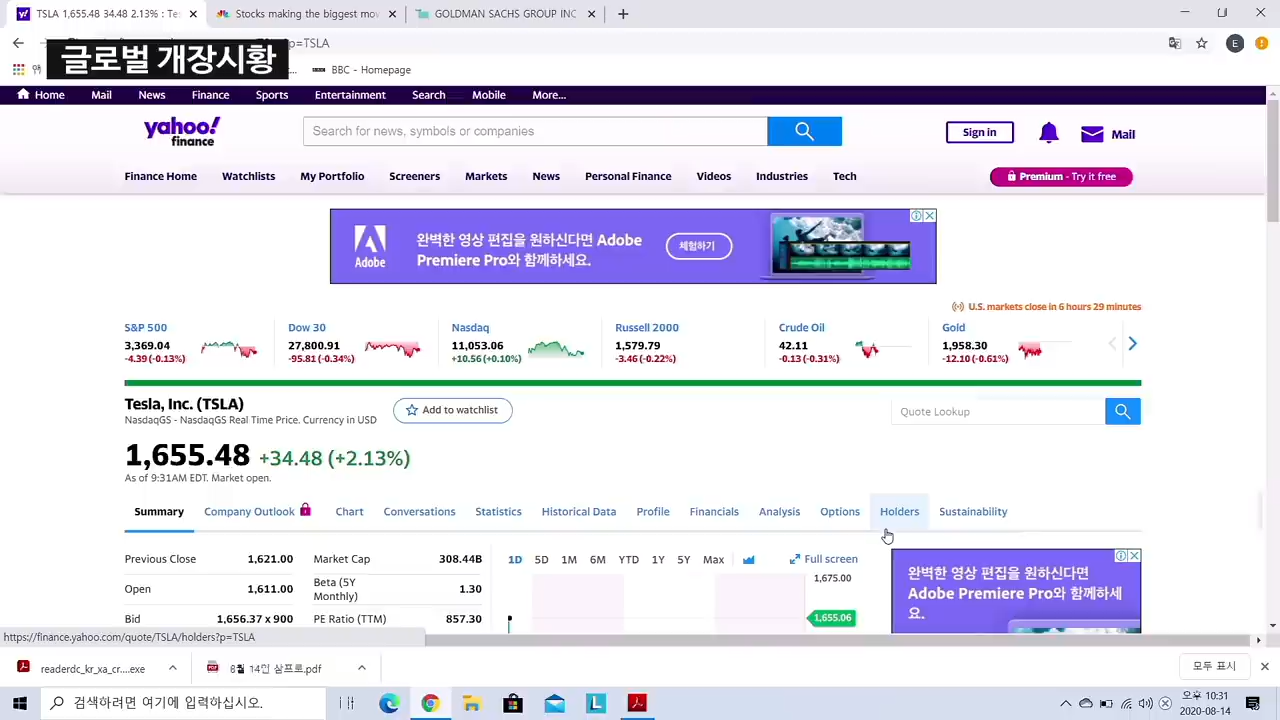 TSLA 1,655.48 34.48 2.13% : Tes
Stocks making the biggest mov
GOLDMAN SACHS GROUP INC
글로벌 개장시황
p=TSLA
E
BBC - Homepage
Home Mail News Finance Sports Entertainment Search Mobile More...
yahoo!
finance
Search for news, symbols or companies
Sign in
Mail
Finance Home Watchlists My Portfolio Screeners Markets News Personal Finance Videos Industries Tech
Premium - Try it free
Adobe
완벽한 영상 편집을 원하신다면 Adobe
Premiere Pro와 함께하세요.
체험하기
U.S. markets close in 6 hours 29 minutes
S&P 500
3,369.04
-4.39 (-0.13%)
Dow 30
27,800.91
-95.81 (-0.34%)
Nasdaq
11,053.06
+10.56 (+0.10%)
Russell 2000
1,579.79
-3.46 (-0.22%)
Crude Oil
42.11
-0.13 (-0.31%)
Gold
1,958.30
-12.10 (-0.61%)
Tesla, Inc. (TSLA)
NasdaqGS - NasdaqGS Real Time Price. Currency in USD
Add to watchlist
Quote Lookup
1,655.48 +34.48 (+2.13%)
As of 9:31AM EDT. Market open.
Summary Company Outlook Chart Conversations Statistics Historical Data Profile Financials Analysis Options Holders Sustainability
Previous Close 1,621.00
Open 1,611.00
Bid 1,656.37 x 900
Market Cap 308.44B
Beta (5Y
Monthly) 1.30
PE Ratio (TTM) 857.30
1D 5D 1M 6M YTD 1Y 5Y Max
Full screen
1,675.00
1,655.06
완벽한 영상 편집을 원하신다면
Adobe Premiere Pro와 함께하세요
.
https://finance.yahoo.com/quote/TSLA/holders?p=TSLA
readerdc_kr_xa_cr....exe
8월 14일 삼프로.pdf
모두 표시
검색하려면 여기에 입력하십시오.
오후 10:31
2020-08-14